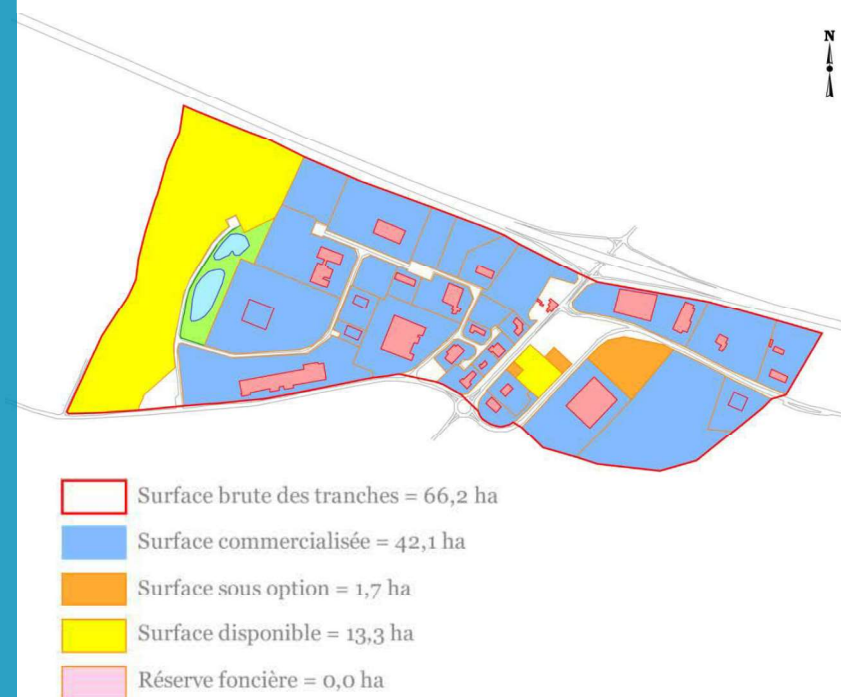 N
Surface brute des tranches = 66,2 ha
Surface commercialisée = 42,1 ha
Surface sous option = 1,7 ha
Surface disponible = 13,3 ha
Réserve foncière = 0,0 ha